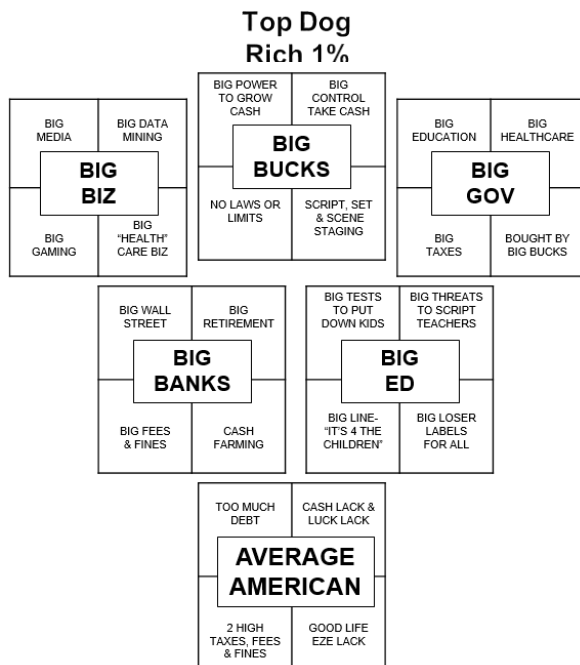 Top Dog
Rich 1%
BIG POWER
TO GROW
CASH
BIG
CONTROL
TAKE CASH
BIG
BUCKS
NO LAWS OR
LIMITS
SCRIPT, SET
& SCENE
STAGING
BIG
MEDIA
BIG DATA
MINING
BIG
BIZ
BIG
GAMING
BIG
“HEALTH”
CARE BIZ
BIG
EDUCATION
BIG
HEALTHCARE
BIG
GOV
BIG
TAXES
BOUGHT BY
BIG BUCKS
BIG WALL
STREET
BIG
RETIREMENT
BIG
BANKS
BIG FEES
& FINES
CASH
FARMING
BIG TESTS
TO PUT
DOWN KIDS
BIG THREATS
TO SCRIPT
TEACHERS
BIG
ED
BIG LINE-
“IT’S 4 THE
CHILDREN”
BIG LOSER
LABELS
FOR ALL
TOO MUCH
DEBT
CASH LACK &
LUCK LACK
AVERAGE
AMERICAN
2 HIGH
TAXES, FEES
& FINES
GOOD LIFE
EZE LACK